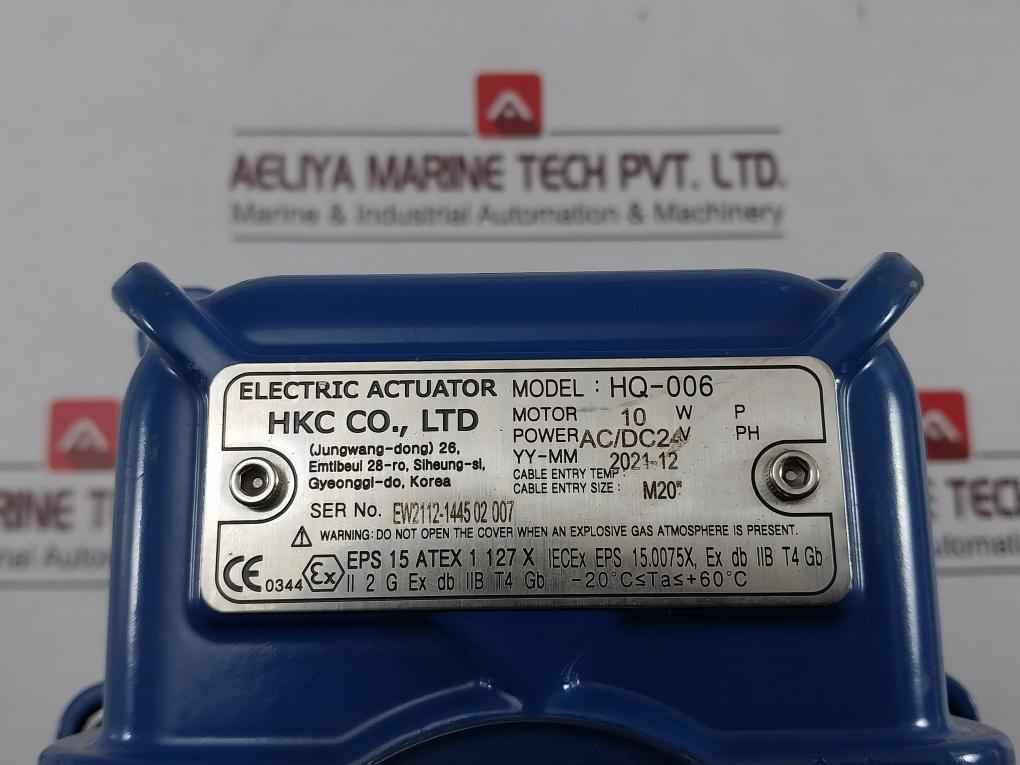 AELIYA MARINE TECH PVT. LTD.
Marine & Industrial Automation & Machinery
ELECTRIC ACTUATOR
HKC CO., LTD
(Jungwang-dong) 26,
Emtibeul 28-ro, Siheung-si,
Gyeonggi-do, Korea
MODEL : HQ-006
MOTOR 10 W P
POWER AC/DC24V PH
YY-MM 2021-12
CABLE ENTRY TEMP :
CABLE ENTRY SIZE : M20"
SER No. EW2112-1445 02 007
WARNING: DO NOT OPEN THE COVER WHEN AN EXPLOSIVE GAS ATMOSPHERE IS PRESENT.
CE 0344 Ex EPS 15 ATEX 1 127 X IECEx EPS 15.0075X, Ex db IIB T4 Gb
II 2 G Ex db IIB T4 Gb -20°C≤Ta≤+60°C